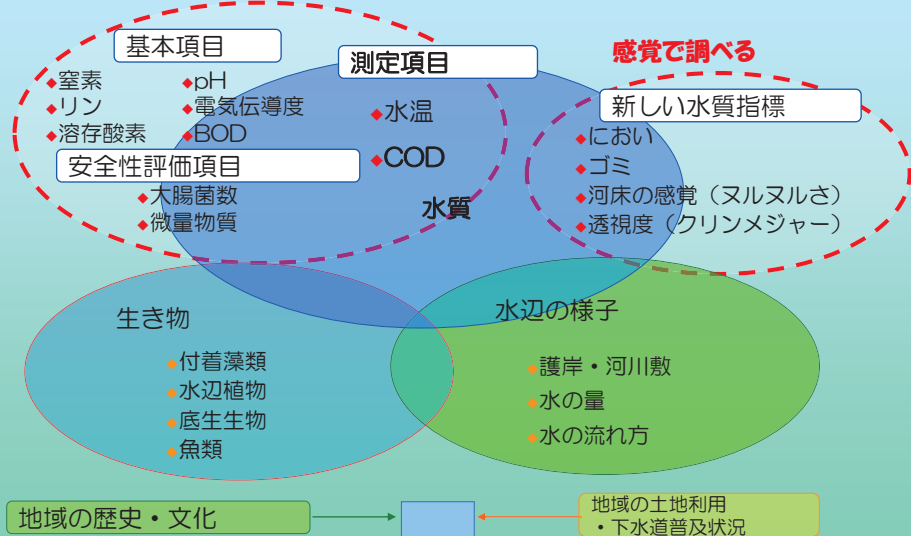 基本項目
◆窒素
◆リン
◆溶存酸素
◆pH
◆電気伝導度
◆BOD
安全性評価項目
◆大腸菌数
◆微量物質
測定項目
◆水温
◆COD
水質
感覚で調べる
新しい水質指標
◆におい
◆ゴミ
◆河床の感覚（ヌルヌルさ）
◆透視度（クリンメジャー）
生き物
◆付着藻類
◆水辺植物
◆底生生物
◆魚類
水辺の様子
◆護岸・河川敷
◆水の量
◆水の流れ方
地域の歴史・文化
地域の土地利用
・下水道普及状況